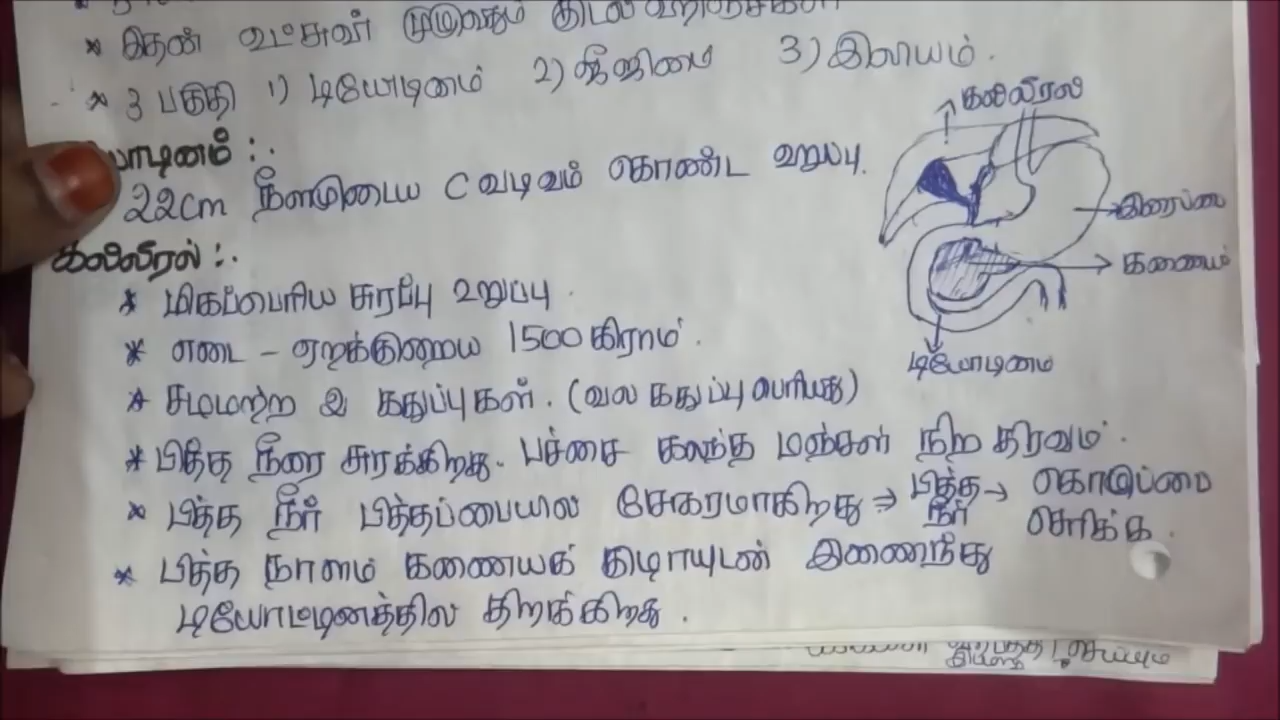 * இதன் உட்சுவர் முழுவதும் குடல் உறிஞ்சிகள்
* 3 பகுதி 1) டியோடினம் 2) ஜீஜினம் 3) இலியம்.
யோடினம் :.
22cm நீளமுடைய C வடிவம் கொண்ட உறுப்பு.
கல்லீரல்
இரைப்பை
கணையம்
டியோடினம்
கல்லீரல் :.
* மிகப்பெரிய சுரப்பு உறுப்பு.
* எடை - ஏறக்குறைய 1500 கிராம்.
* சமமற்ற 2 கதுப்புகள். (வல கதுப்பு பெரியது)
* பித்த நீரை சுரக்கிறது. பச்சை கலந்த மஞ்சள் நிற திரவம்.
* பித்த நீர் பித்தப்பையில் சேகரமாகிறது ⇒ பித்த நீர் → கொழுப்பை செரிக்க.
* பித்த நாளம் கணையக் குழாயுடன் இணைந்து
டியோடினத்தில் திறக்கிறது.